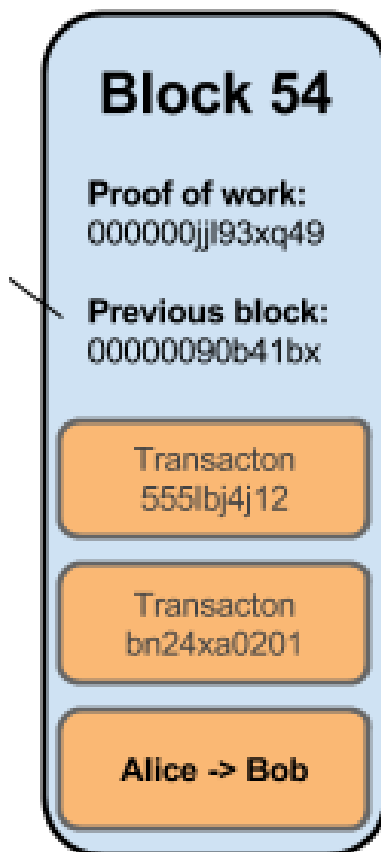 Block 54
Proof of work:
000000jjl93xq49
Previous block:
00000090b41bx
Transacton
555lbj4j12
Transacton
bn24xa0201
Alice -> Bob